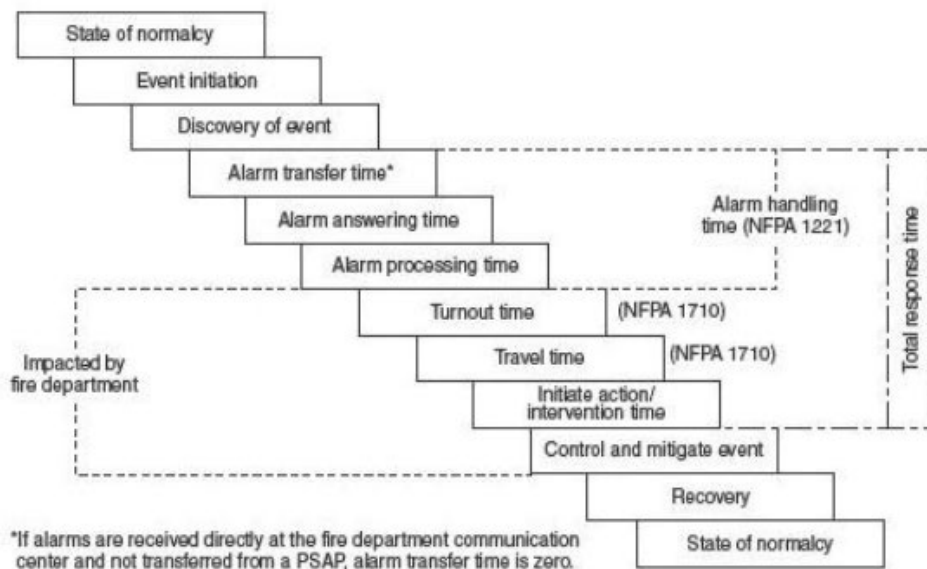 State of normalcy
Event initiation
Discovery of event
Alarm transfer time*
Alarm handling
time (NFPA 1221)
Alarm answering time
Alarm processing time
Total response time
Turnout time
(NFPA 1710)
Travel time
(NFPA 1710)
Impacted by
fire department
Initiate action/
intervention time
Control and mitigate event
Recovery
State of normalcy
*If alarms are received directly at the fire department communication
center and not transferred from a PSAP, alarm transfer time is zero.